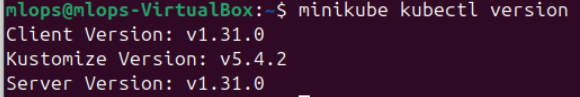 mlops@mlops-VirtualBox:~$ minikube kubectl version
Client Version: v1.31.0
Kustomize Version: v5.4.2
Server Version: v1.31.0